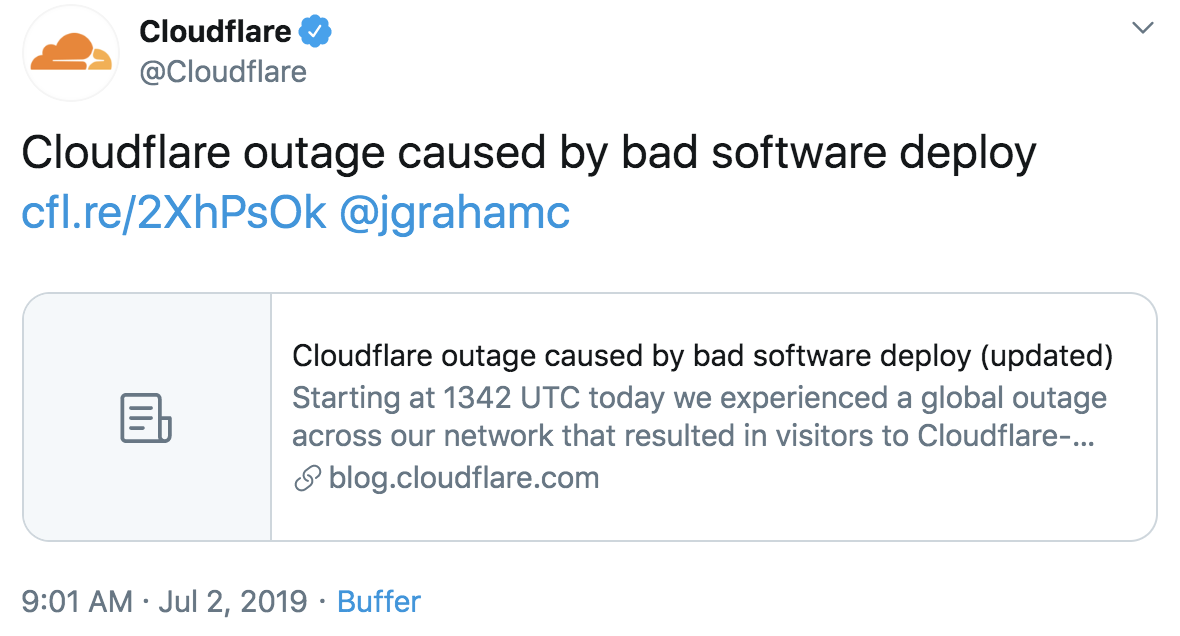 Cloudflare
@Cloudflare
Cloudflare outage caused by bad software deploy
cfl.re/2XhPsOk @jgrahamc
Cloudflare outage caused by bad software deploy (updated)
Starting at 1342 UTC today we experienced a global outage
across our network that resulted in visitors to Cloudflare-...
blog.cloudflare.com
9:01 AM · Jul 2, 2019 · Buffer